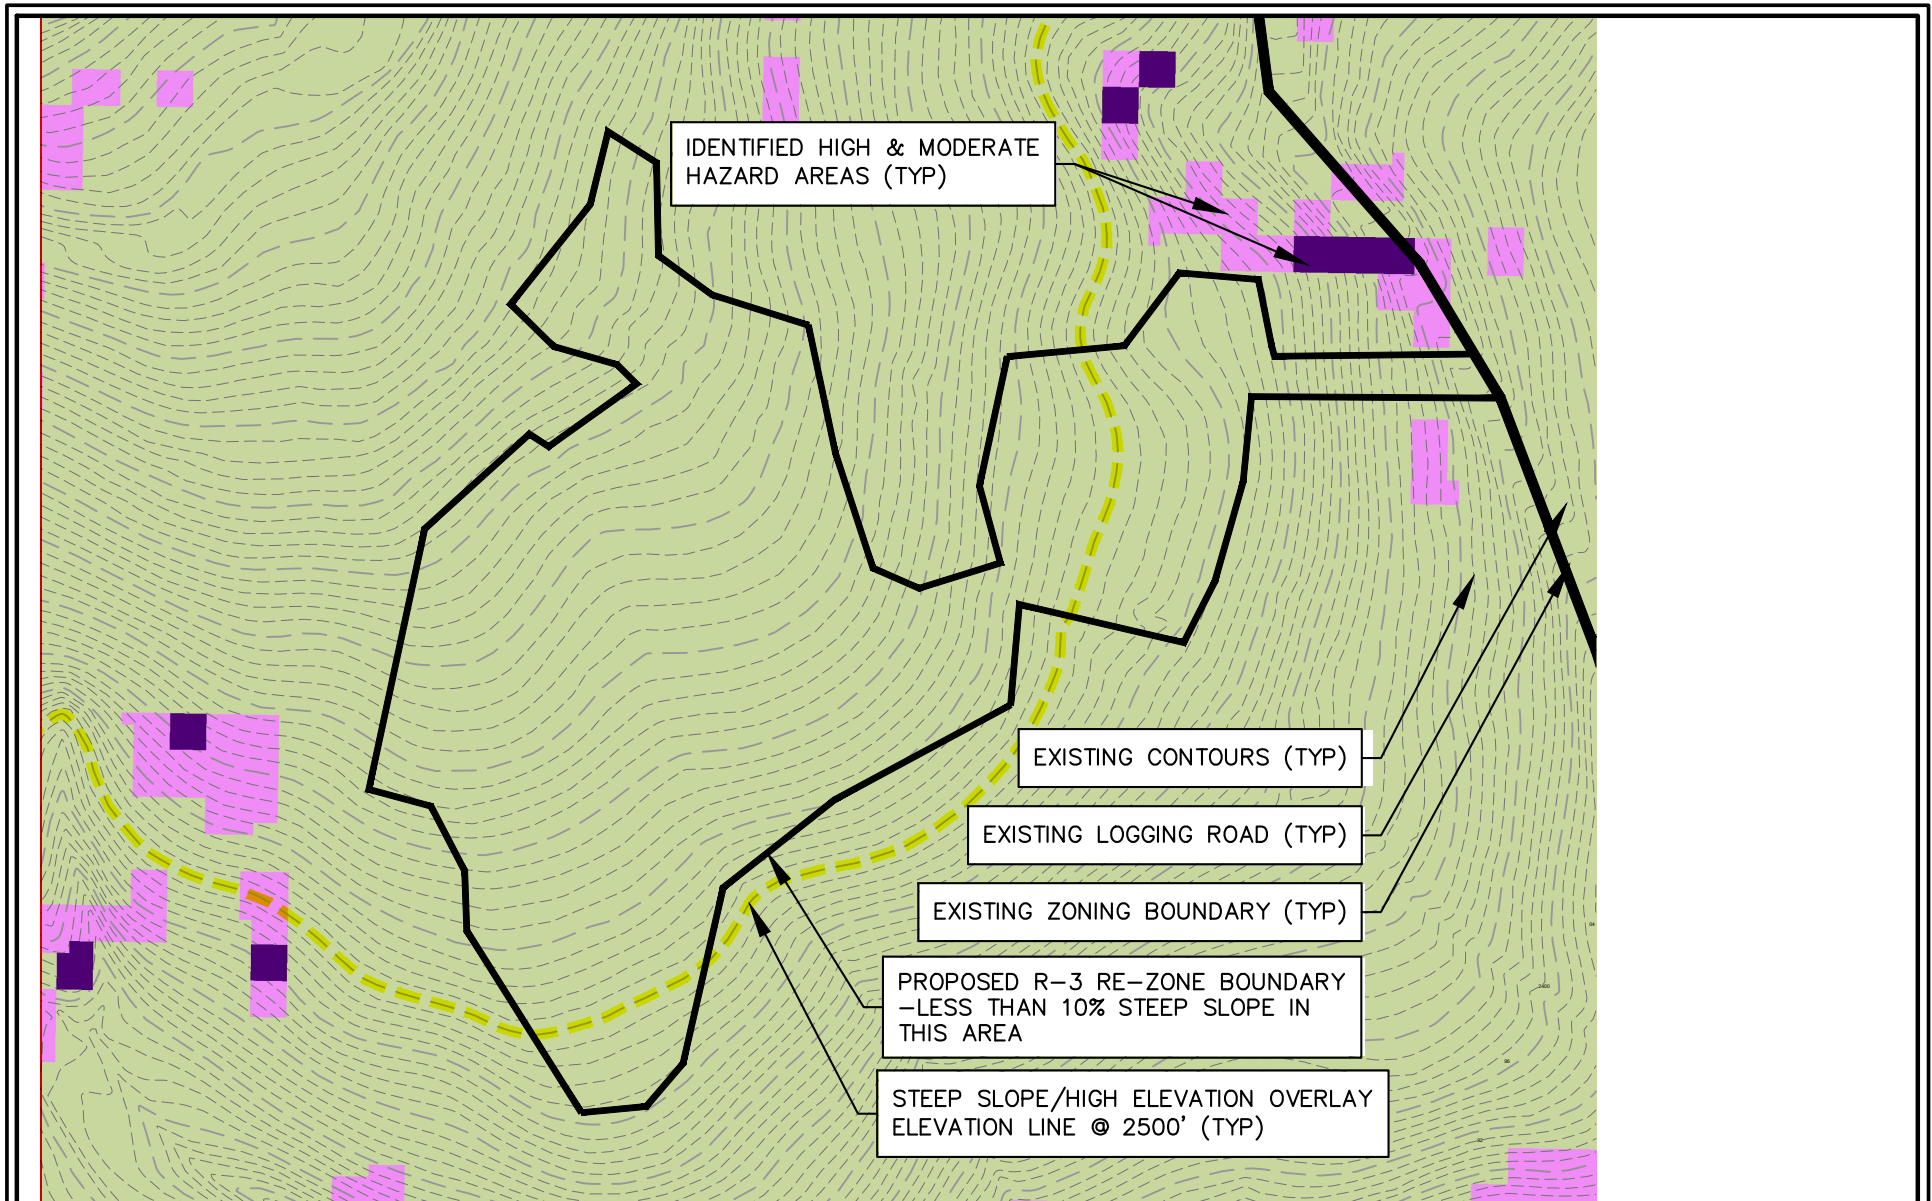 IDENTIFIED HIGH & MODERATE
HAZARD AREAS (TYP)
EXISTING CONTOURS (TYP)
EXISTING LOGGING ROAD (TYP)
EXISTING ZONING BOUNDARY (TYP)
PROPOSED R-3 RE-ZONE BOUNDARY
-LESS THAN 10% STEEP SLOPE IN
THIS AREA
STEEP SLOPE/HIGH ELEVATION OVERLAY
ELEVATION LINE @ 2500' (TYP)
2400